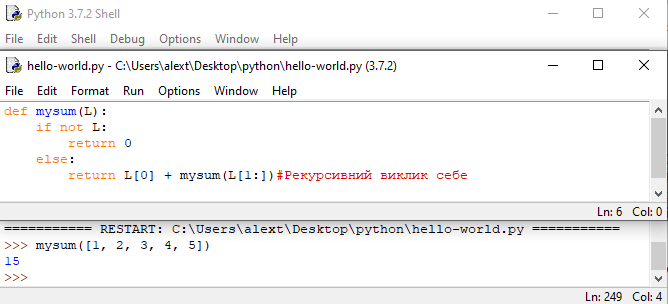 Python 3.7.2 Shell
File Edit Shell Debug Options Window Help
hello-world.py - C:\Users\alext\Desktop\python\hello-world.py (3.7.2)
File Edit Format Run Options Window Help
def mysum(L):
    if not L:
        return 0
    else:
        return L[0] + mysum(L[1:])#Рекурсивний виклик себе
Ln: 6 Col: 0
=========== RESTART: C:\Users\alext\Desktop\python\hello-world.py ===========
>>> mysum([1, 2, 3, 4, 5])
15
>>>
Ln: 249 Col: 4